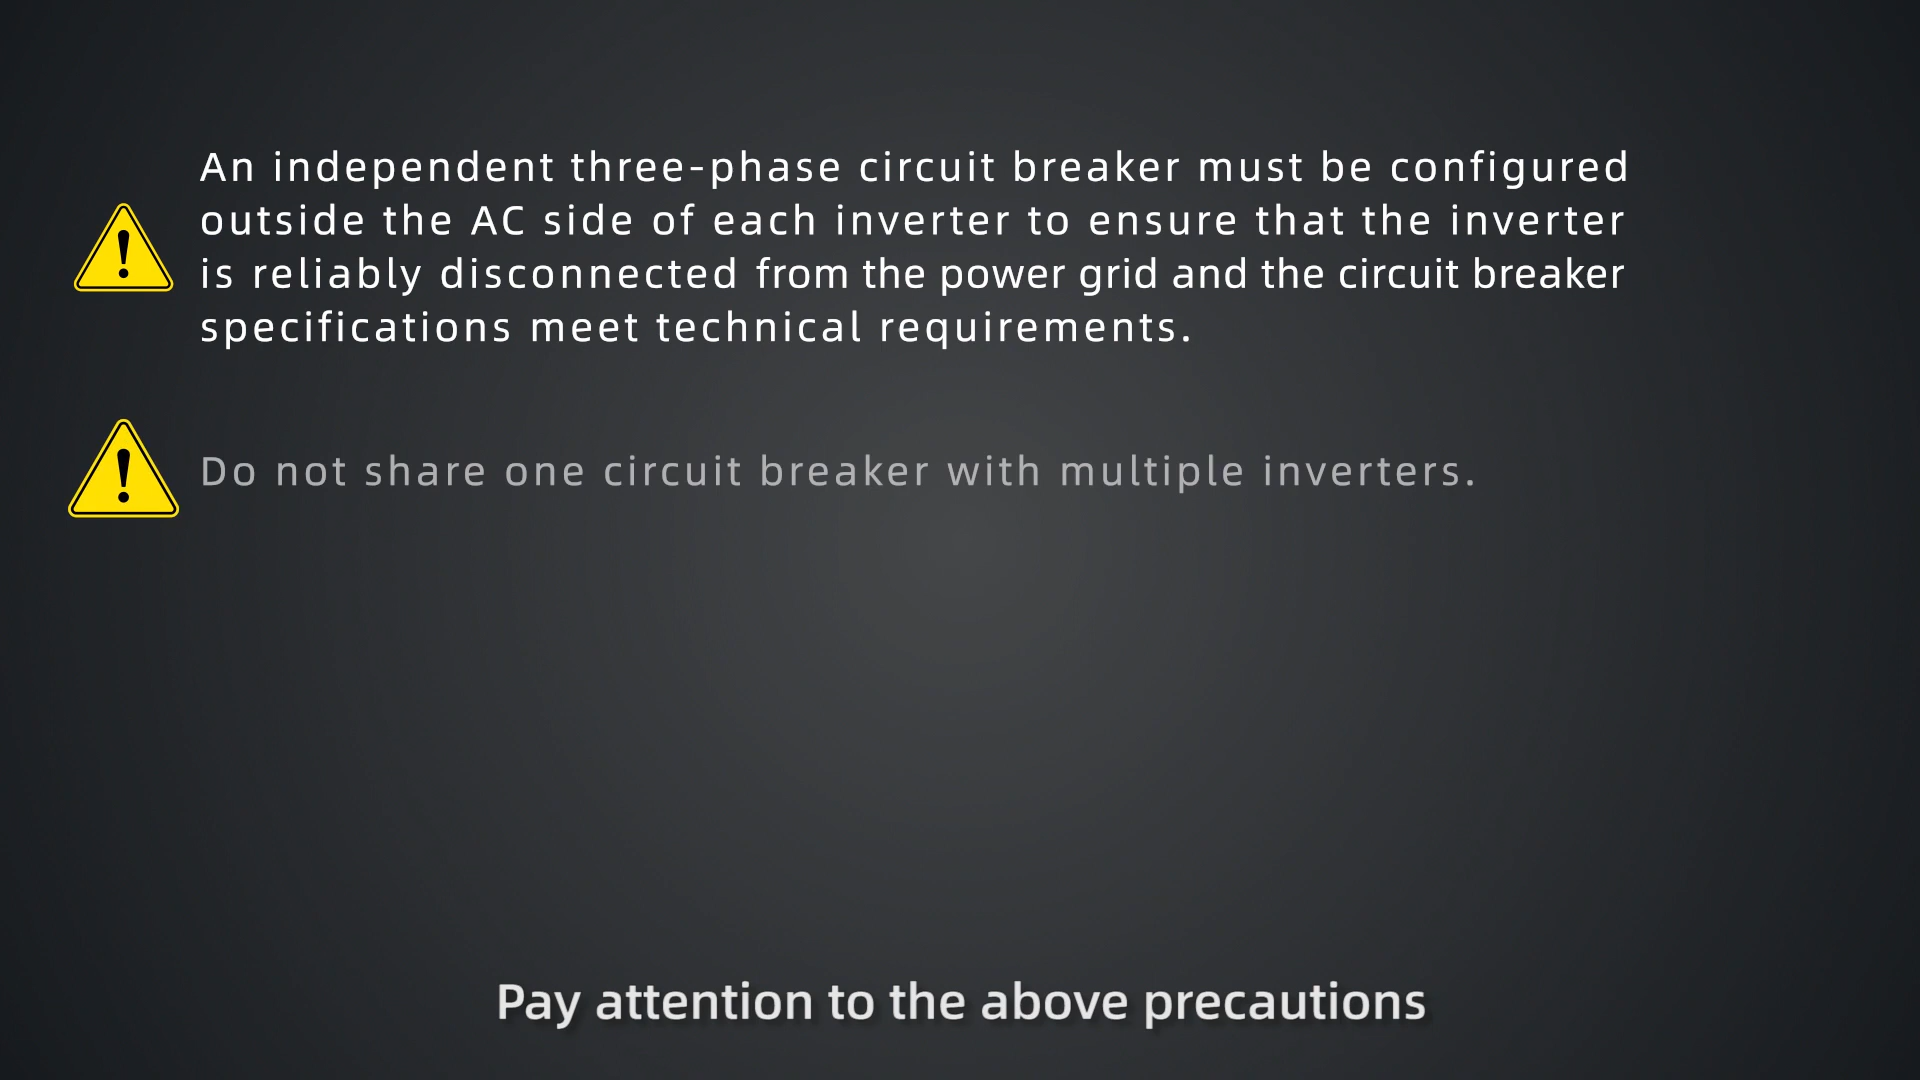 An independent three-phase circuit breaker must be configured
outside the AC side of each inverter to ensure that the inverter
is reliably disconnected from the power grid and the circuit breaker
specifications meet technical requirements.
Do not share one circuit breaker with multiple inverters.
Pay attention to the above precautions